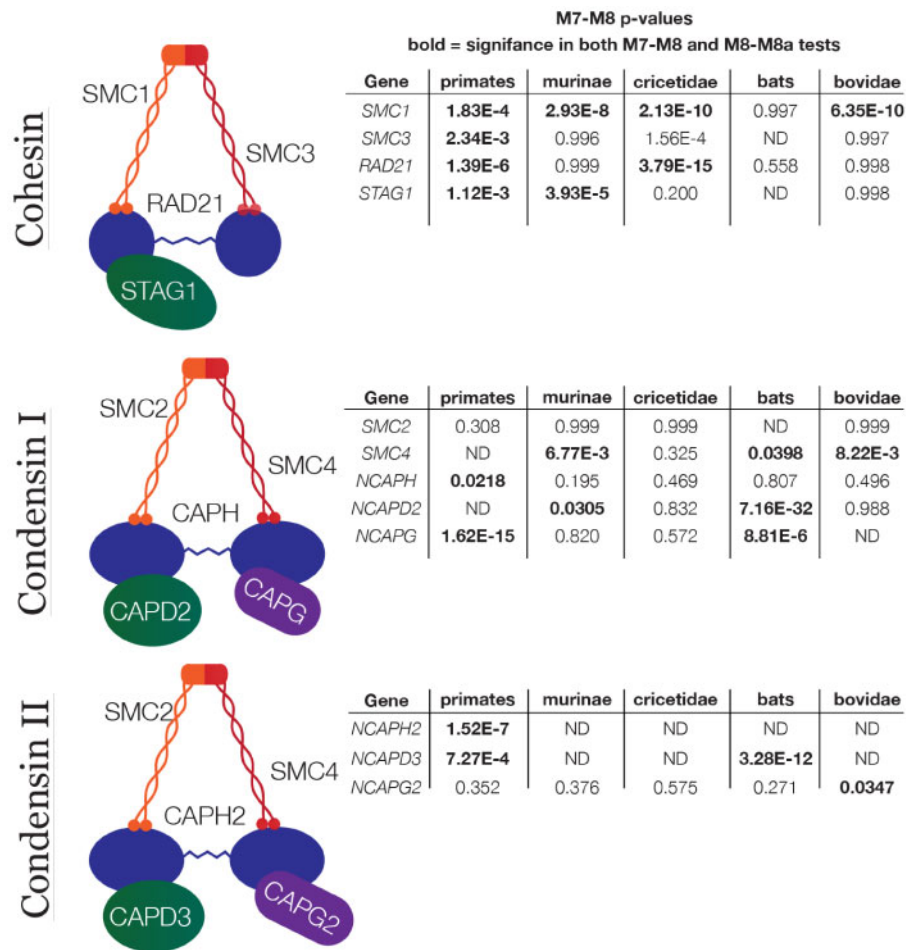 M7-M8 p-values
bold = signifance in both M7-M8 and M8-M8a tests
Cohesin
SMC1
SMC3
RAD21
STAG1
Gene primates murinae cricetidae bats bovidae
SMC1 1.83E-4 2.93E-8 2.13E-10 0.997 6.35E-10
SMC3 2.34E-3 0.996 1.56E-4 ND 0.997
RAD21 1.39E-6 0.999 3.79E-15 0.558 0.998
STAG1 1.12E-3 3.93E-5 0.200 ND 0.998
Condensin I
SMC2
SMC4
CAPH
CAPD2
CAPG
Gene primates murinae cricetidae bats bovidae
SMC2 0.308 0.999 0.999 ND 0.999
SMC4 ND 6.77E-3 0.325 0.0398 8.22E-3
NCAPH 0.0218 0.195 0.469 0.807 0.496
NCAPD2 ND 0.0305 0.832 7.16E-32 0.988
NCAPG 1.62E-15 0.820 0.572 8.81E-6 ND
Condensin II
SMC2
SMC4
CAPH2
CAPD3
CAPG2
Gene primates murinae cricetidae bats bovidae
NCAPH2 1.52E-7 ND ND ND ND
NCAPD3 7.27E-4 ND ND 3.28E-12 ND
NCAPG2 0.352 0.376 0.575 0.271 0.0347